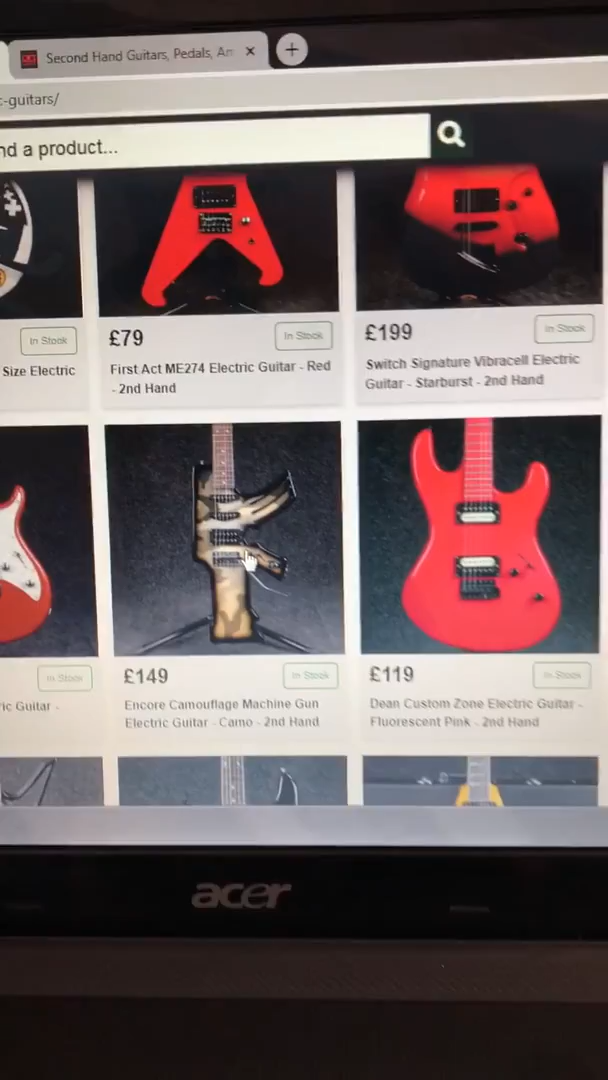 Second Hand Guitars, Pedals, Am
c-guitars/
nd a product...
In Stock
Size Electric
£79
In Stock
First Act ME274 Electric Guitar - Red
- 2nd Hand
£199
In Stock
Switch Signature Vibracell Electric
Guitar - Starburst - 2nd Hand
In Stock
ric Guitar -
£149
In Stock
Encore Camouflage Machine Gun
Electric Guitar - Camo - 2nd Hand
£119
In Stock
Dean Custom Zone Electric Guitar -
Fluorescent Pink - 2nd Hand
acer